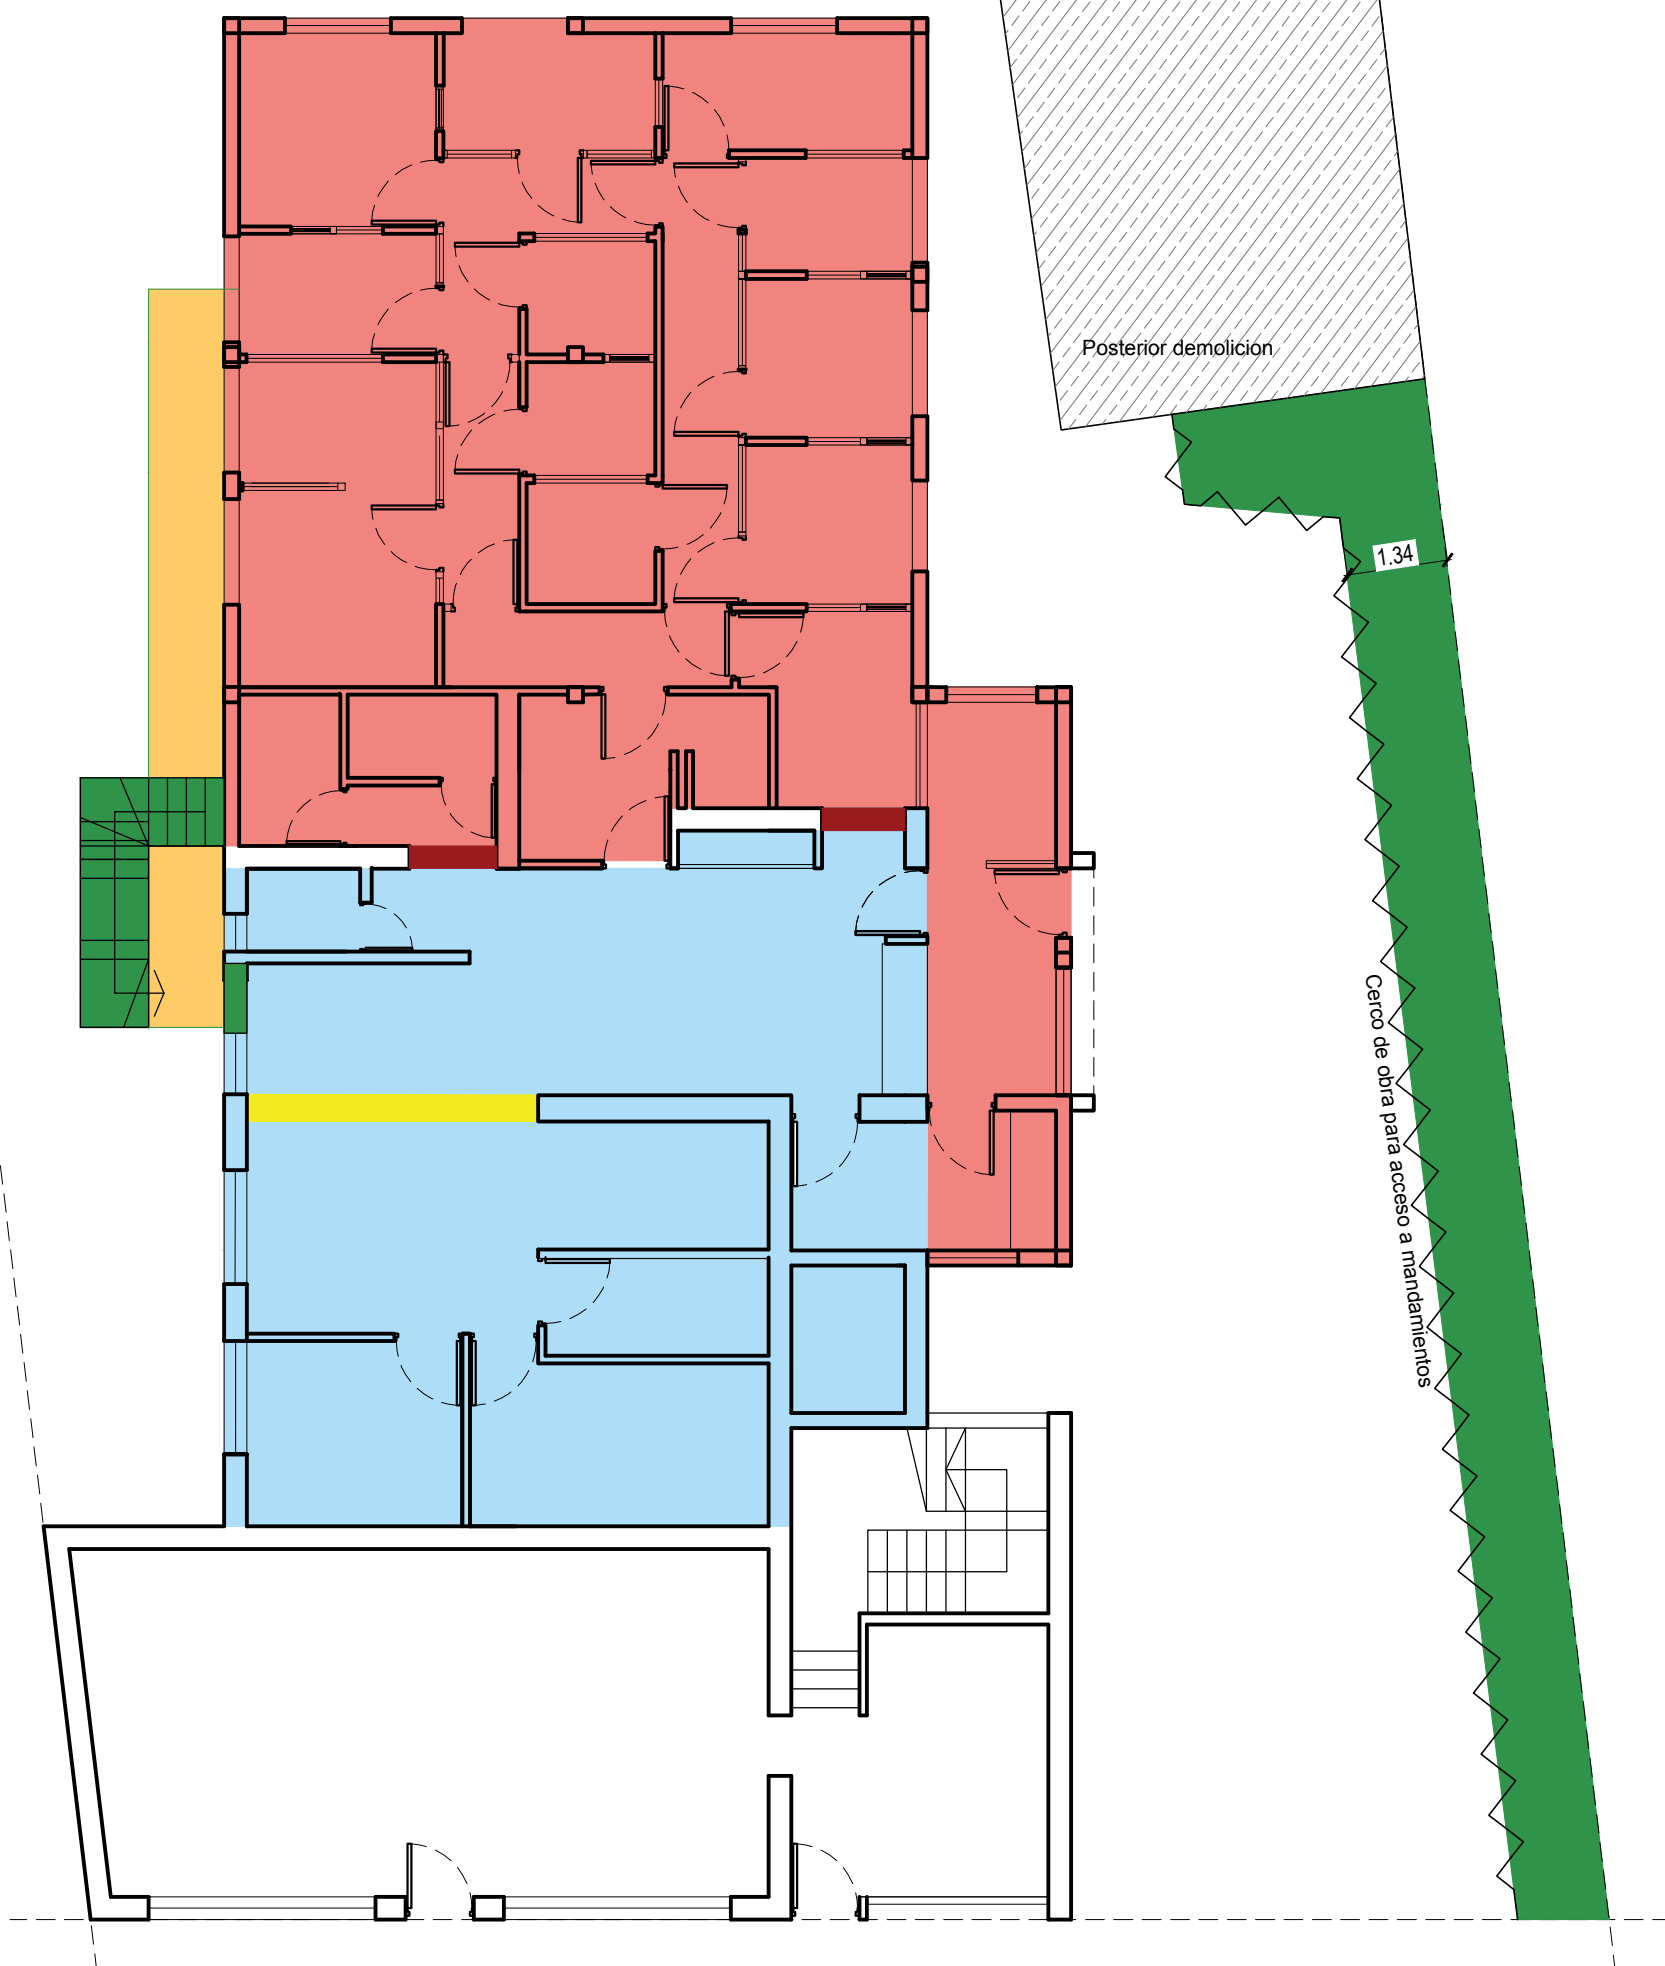 Posterior demolicion
1.34
Cerco de obra para acceso a mandamientos